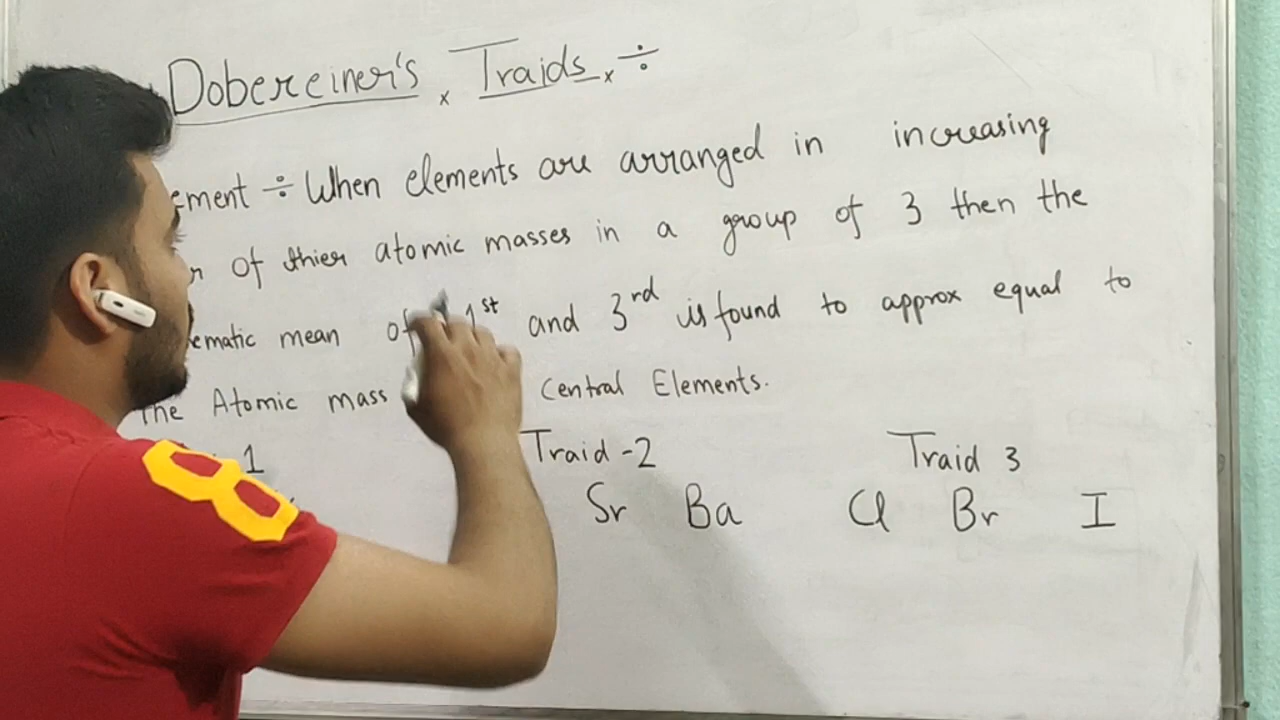 Dobereiner's Traids ÷
ement ÷ When elements are arranged in increasing
r of thier atomic masses in a group of 3 then the
ematic mean of 1st and 3rd is found to approx equal to
The Atomic mass Central Elements.
1 Traid -2 Traid 3
Sr Ba Cl Br I
8